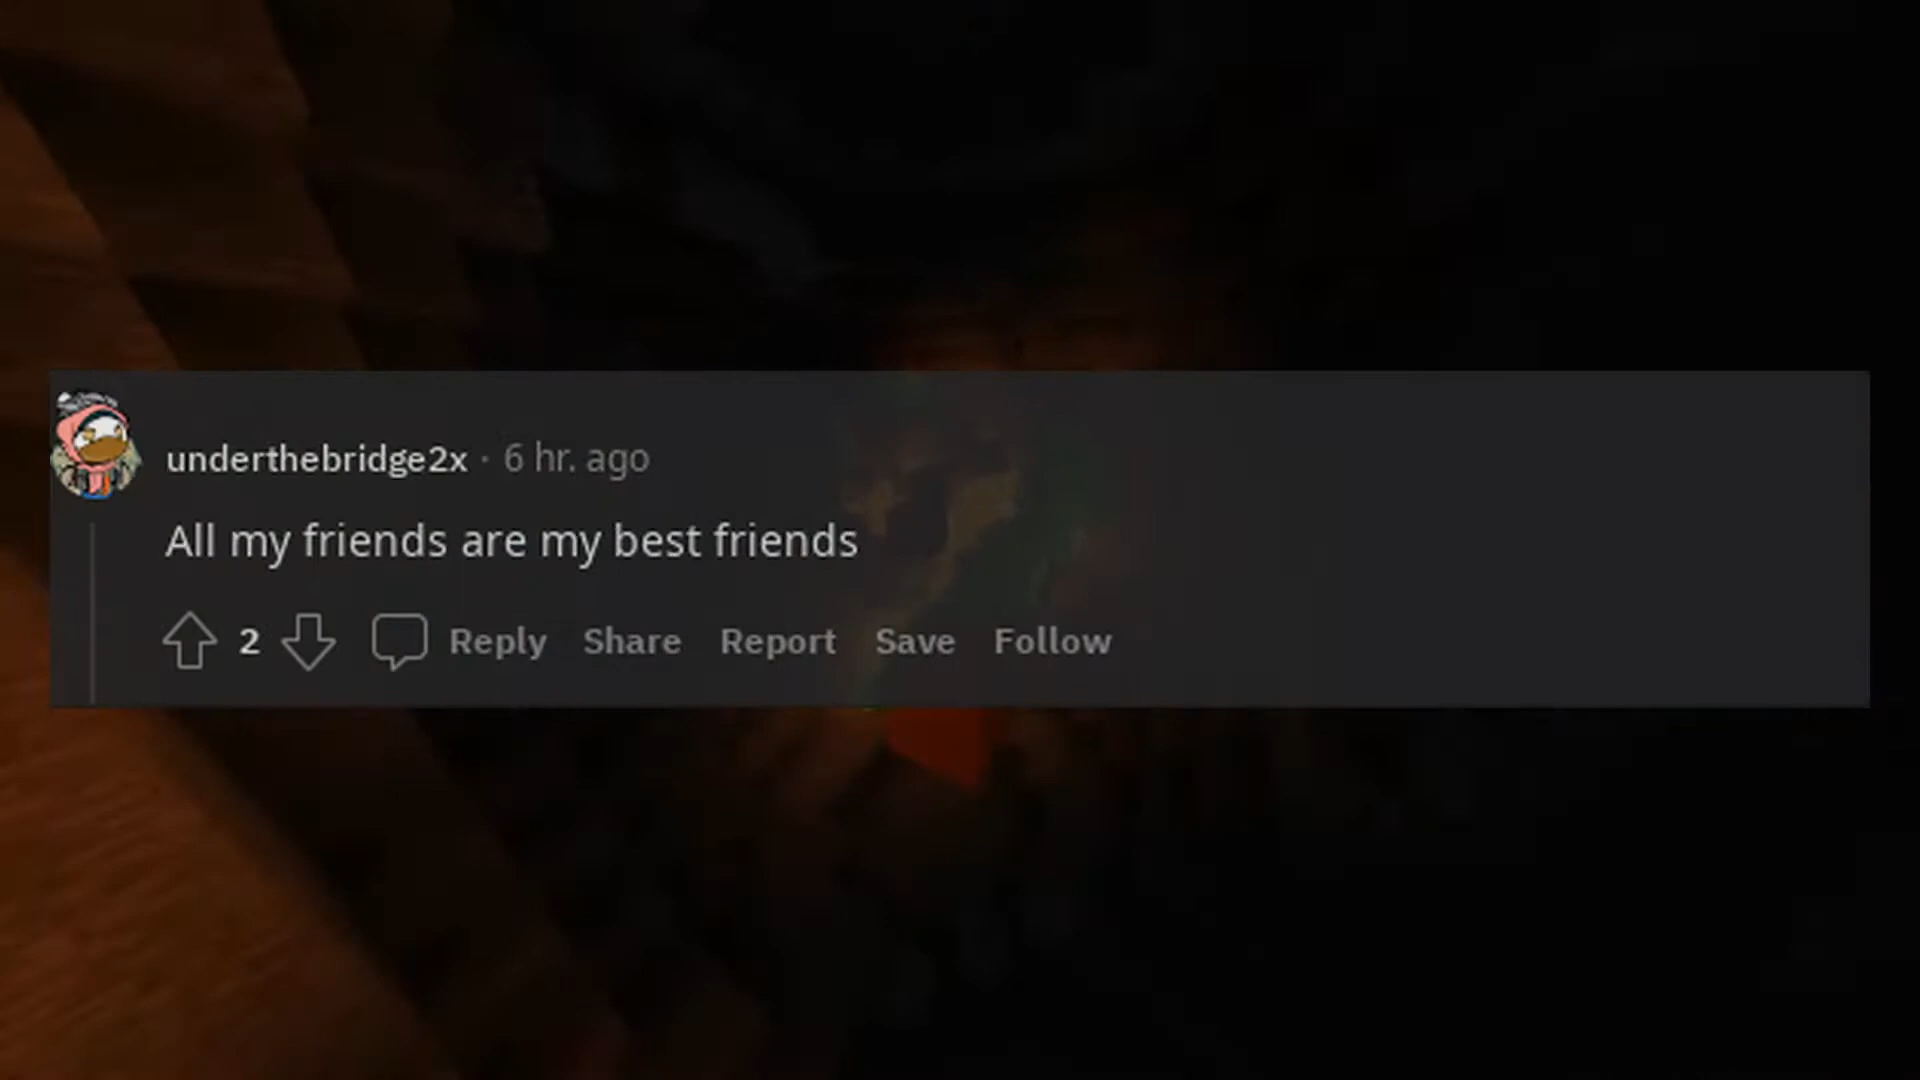 underthebridge2x · 6 hr. ago
All my friends are my best friends
2 Reply Share Report Save Follow